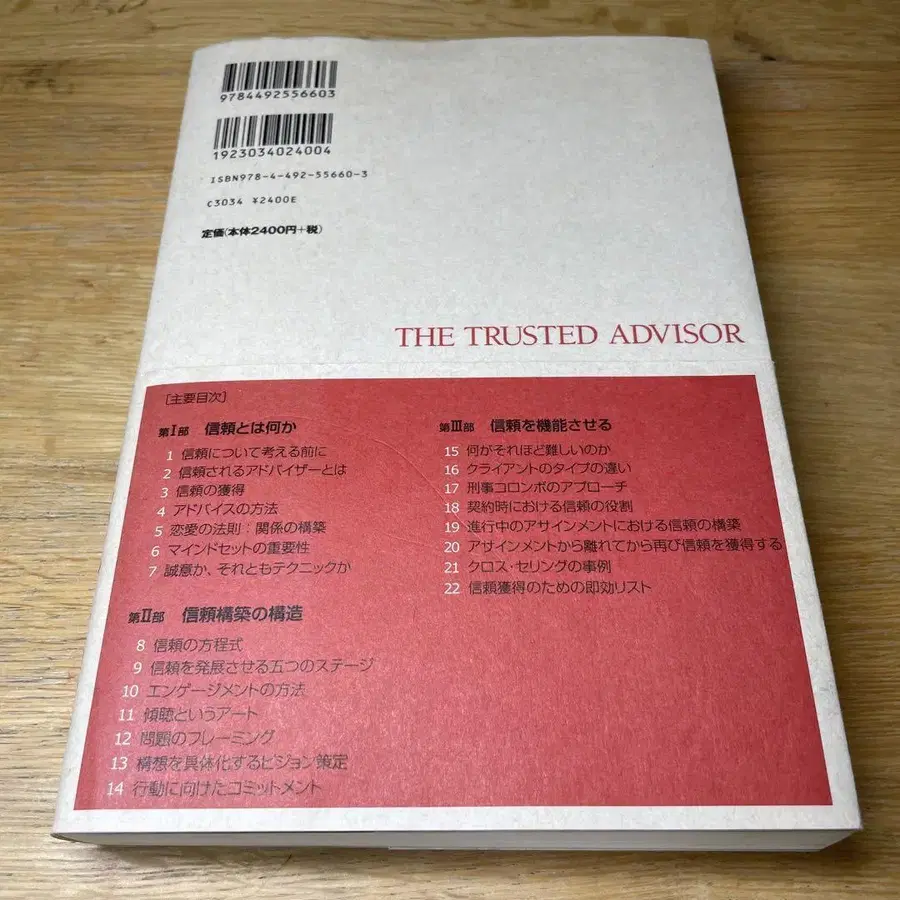 9784492556603
1923034024004
ISBN978-4-492-55660-3
C3034 ¥2400E
定価(本体2400円+税)
THE TRUSTED ADVISOR
[主要目次]
第Ⅰ部 信頼とは何か
1 信頼について考える前に
2 信頼されるアドバイザーとは
3 信頼の獲得
4 アドバイスの方法
5 恋愛の法則:関係の構築
6 マインドセットの重要性
7 誠意か、それともテクニックか
第Ⅱ部 信頼構築の構造
8 信頼の方程式
9 信頼を発展させる五つのステージ
10 エンゲージメントの方法
11 傾聴というアート
12 問題のフレーミング
13 構想を具体化するビジョン策定
14 行動に向けたコミットメント
第Ⅲ部 信頼を機能させる
15 何がそれほど難しいのか
16 クライアントのタイプの違い
17 刑事コロンボのアプローチ
18 契約時における信頼の役割
19 進行中のアサインメントにおける信頼の構築
20 アサインメントから離れてから再び信頼を獲得する
21 クロス・セリングの事例
22 信頼獲得のための即効リスト